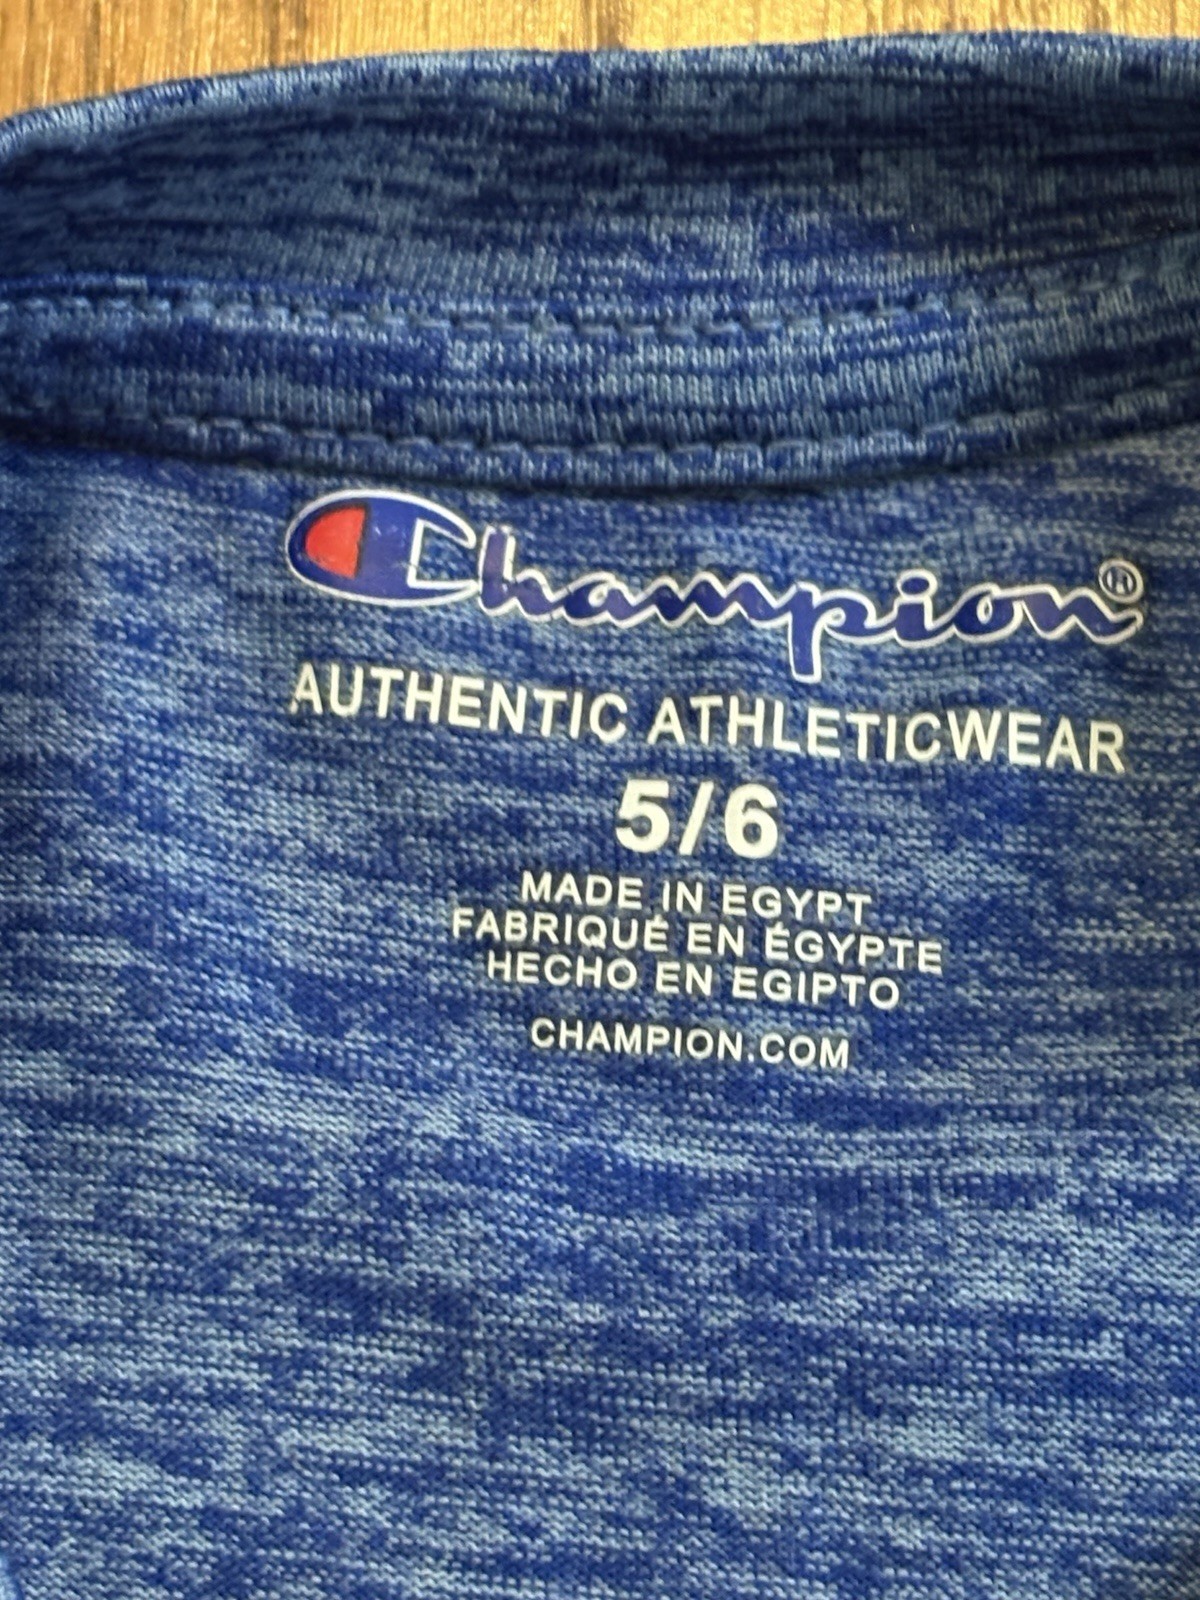 Champion®
AUTHENTIC ATHLETICWEAR
5/6
MADE IN EGYPT
FABRIQUÉ EN ÉGYPTE
HECHO EN EGIPTO
CHAMPION.COM